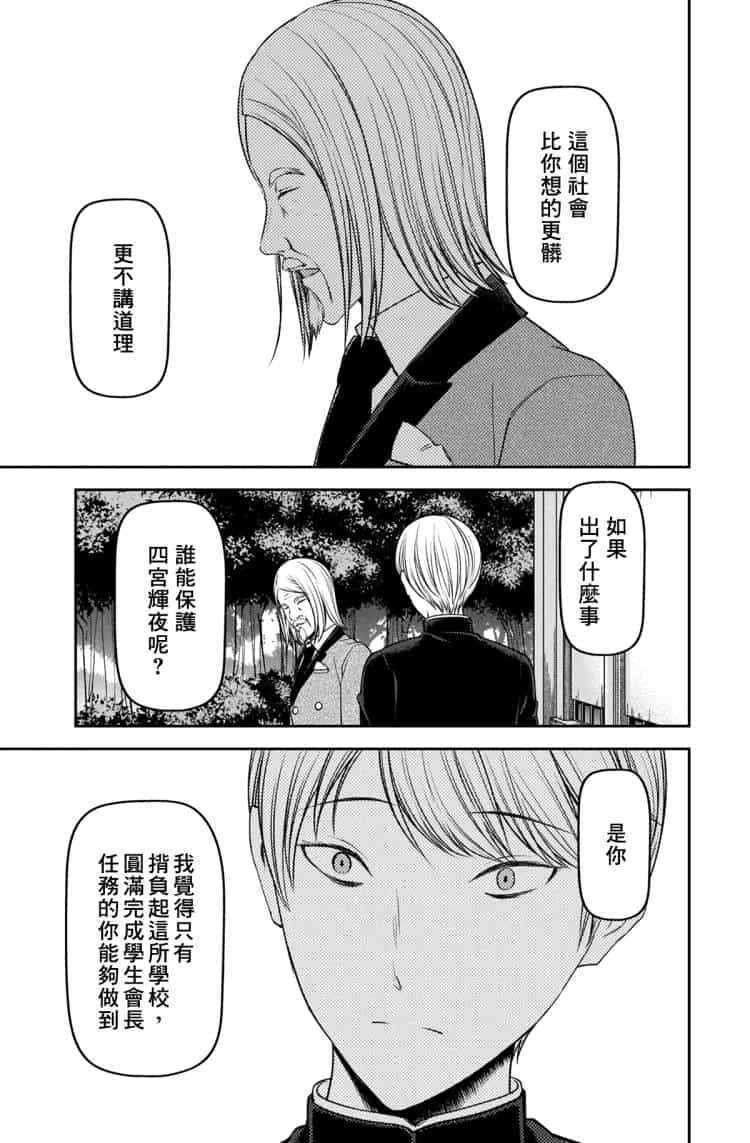 這個社會
比你想的更髒
更不講道理
如果
出了什麼事
誰能保護
四宮輝夜呢？
是你
我覺得只有
揹負起這所學校，
圓滿完成學生會長
任務的你能夠做到